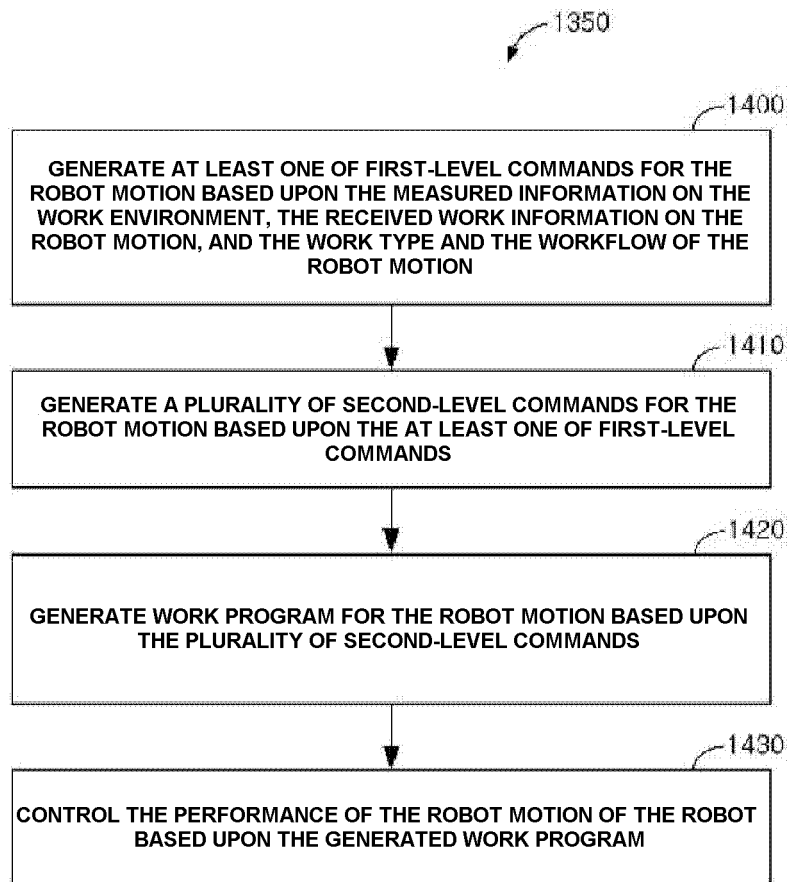 1350
1400
GENERATE AT LEAST ONE OF FIRST-LEVEL COMMANDS FOR THE
ROBOT MOTION BASED UPON THE MEASURED INFORMATION ON THE
WORK ENVIRONMENT, THE RECEIVED WORK INFORMATION ON THE
ROBOT MOTION, AND THE WORK TYPE AND THE WORKFLOW OF THE
ROBOT MOTION
1410
GENERATE A PLURALITY OF SECOND-LEVEL COMMANDS FOR THE
ROBOT MOTION BASED UPON THE AT LEAST ONE OF FIRST-LEVEL
COMMANDS
1420
GENERATE WORK PROGRAM FOR THE ROBOT MOTION BASED UPON
THE PLURALITY OF SECOND-LEVEL COMMANDS
1430
CONTROL THE PERFORMANCE OF THE ROBOT MOTION OF THE ROBOT
BASED UPON THE GENERATED WORK PROGRAM